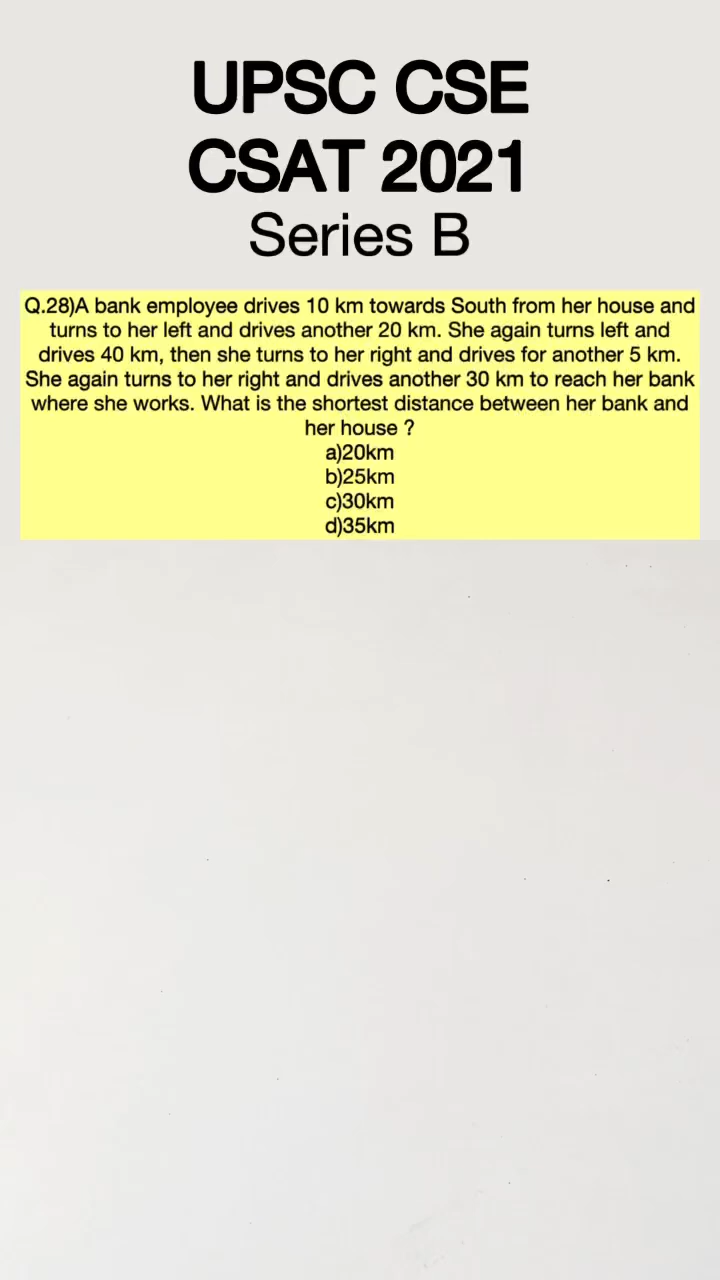 UPSC CSE
CSAT 2021
Series B
Q.28)A bank employee drives 10 km towards South from her house and
turns to her left and drives another 20 km. She again turns left and
drives 40 km, then she turns to her right and drives for another 5 km.
She again turns to her right and drives another 30 km to reach her bank
where she works. What is the shortest distance between her bank and
her house ?
a)20km
b)25km
c)30km
d)35km